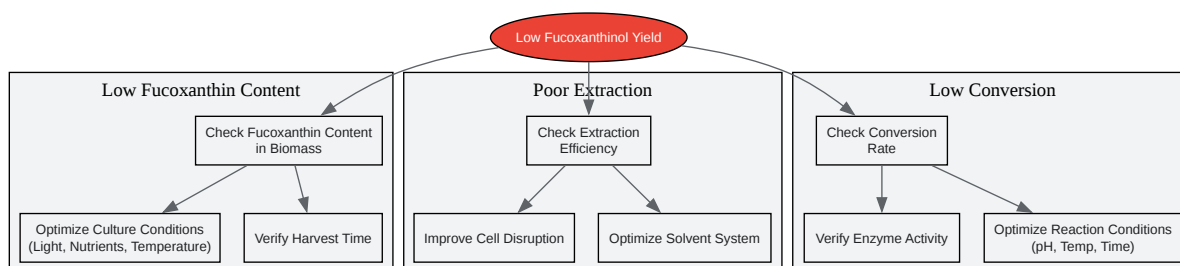 Low Fucoxanthinol Yield
Low Fucoxanthin Content
Poor Extraction
Low Conversion
Check Fucoxanthin Content
in Biomass
Check Extraction
Efficiency
Check Conversion
Rate
Optimize Culture Conditions
(Light, Nutrients, Temperature)
Verify Harvest Time
Improve Cell Disruption
Optimize Solvent System
Verify Enzyme Activity
Optimize Reaction Conditions
(pH, Temp, Time)